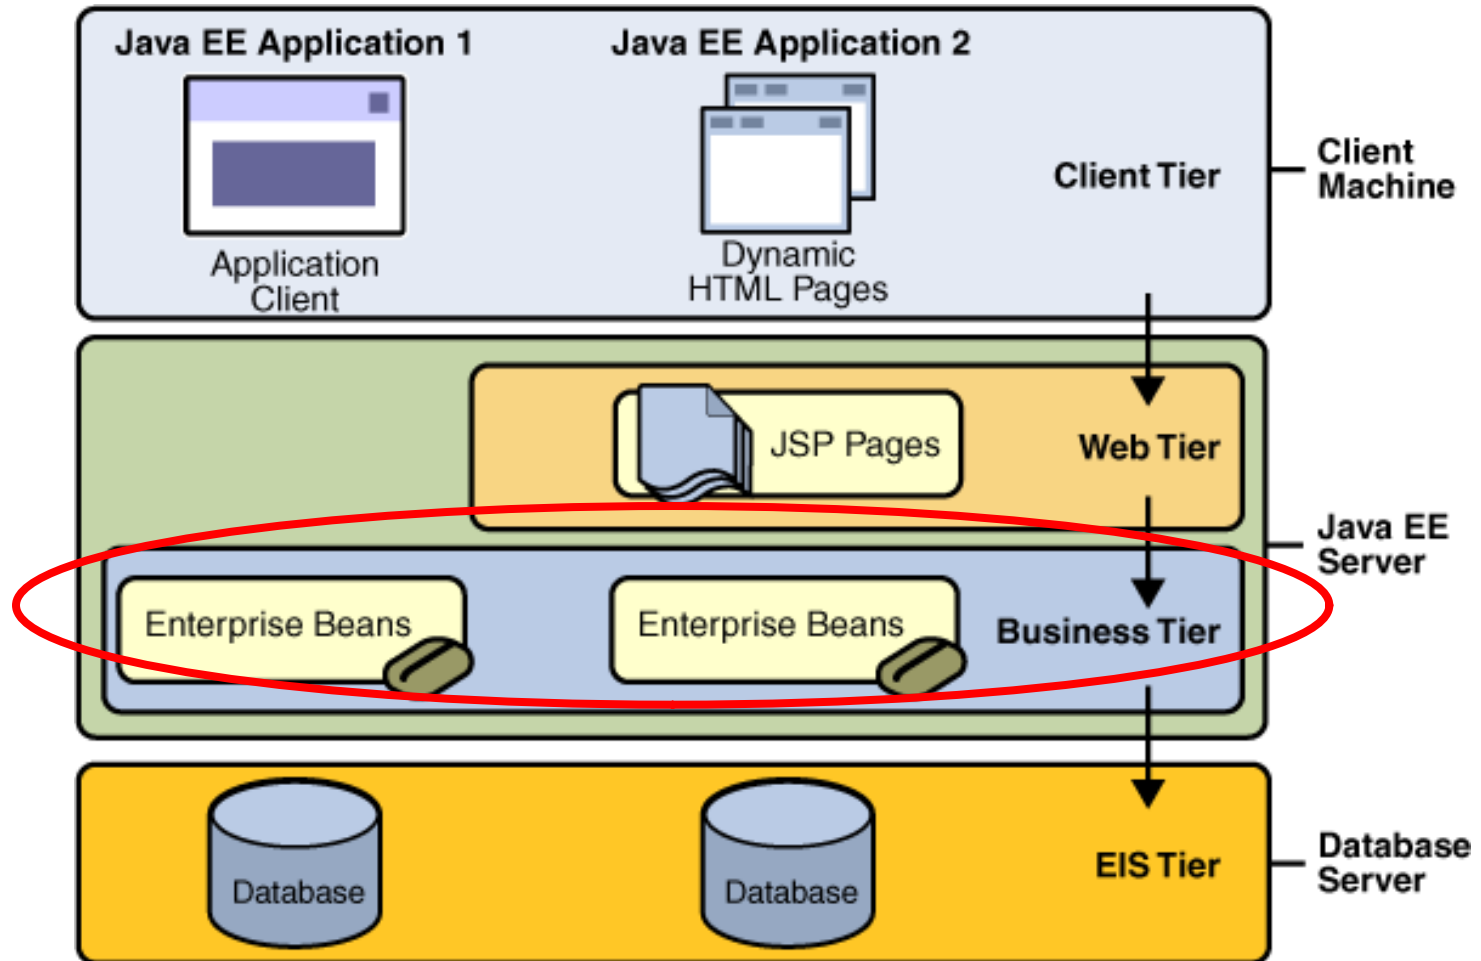 Java EE Application 1
Java EE Application 2
Application
Client
Dynamic
HTML Pages
Client Tier
Client
Machine
JSP Pages
Web Tier
Java EE
Server
Enterprise Beans
Enterprise Beans
Business Tier
Database
Database
EIS Tier
Database
Server